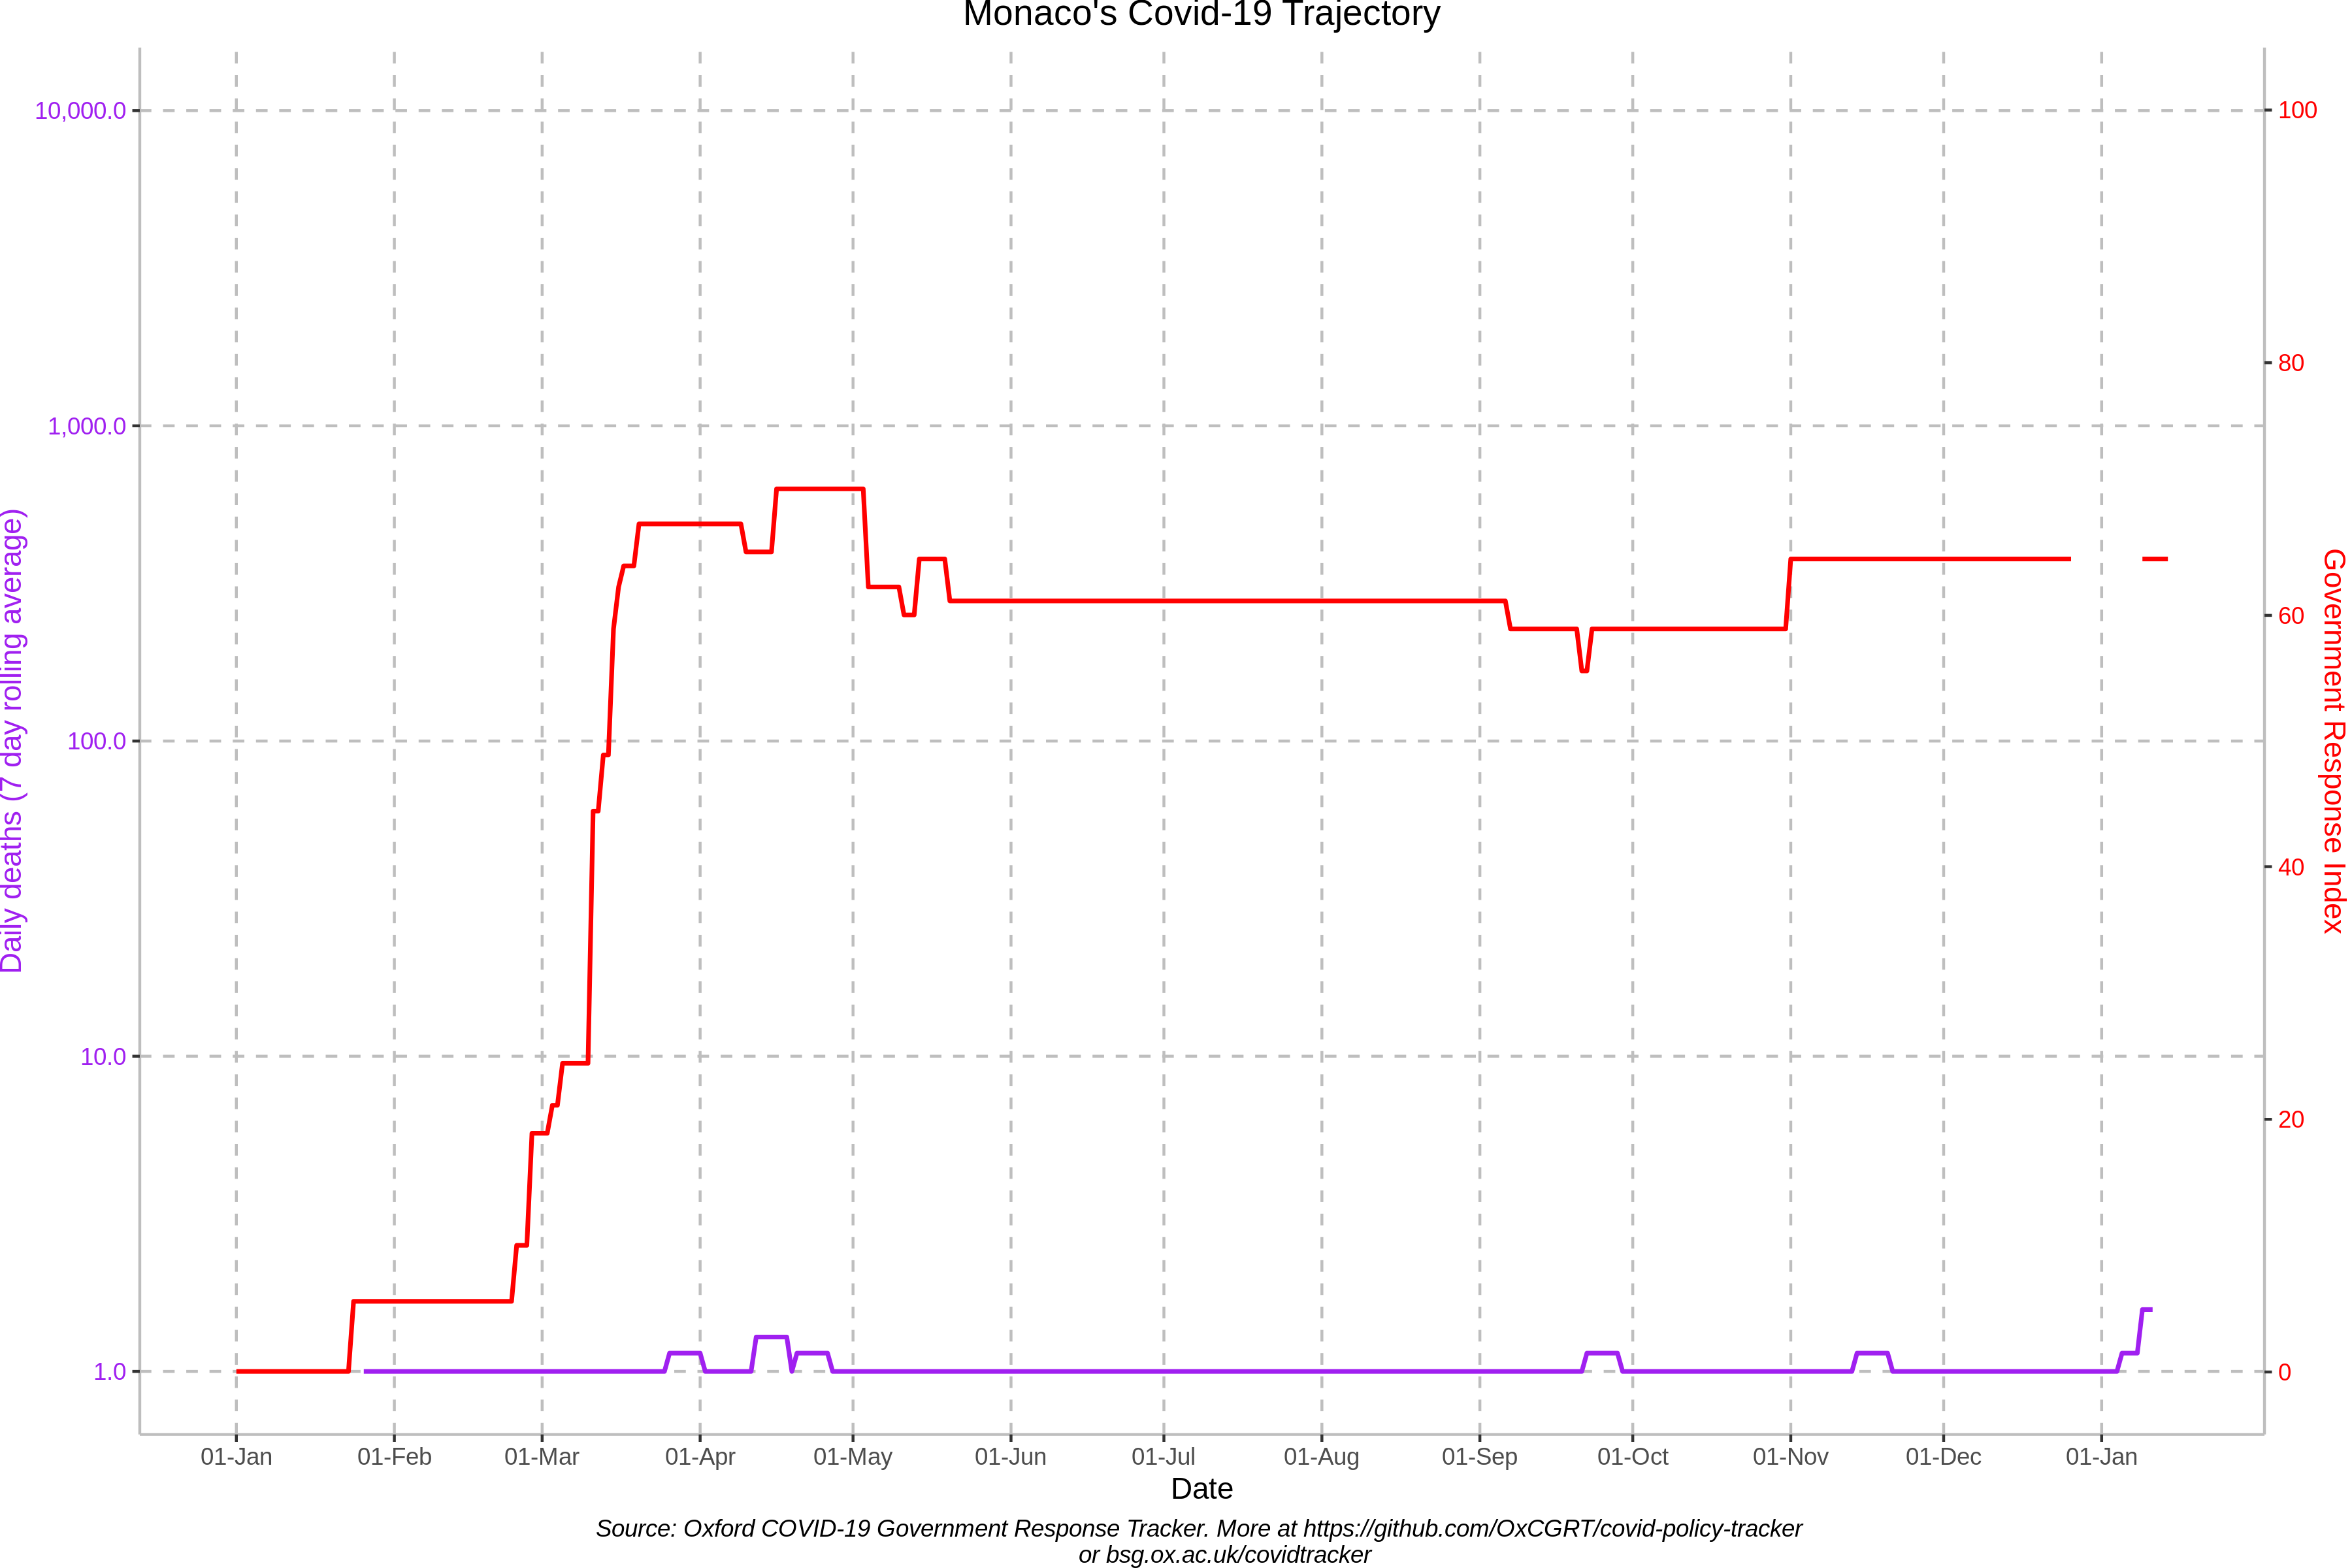 Monaco's Covid-19 Trajectory
10,000.0
1,000.0
100.0
10.0
1.0
Daily deaths (7 day rolling average)
100
80
60
40
20
0
Government Response Index
01-Jan 01-Feb 01-Mar 01-Apr 01-May 01-Jun 01-Jul 01-Aug 01-Sep 01-Oct 01-Nov 01-Dec 01-Jan
Date
Source: Oxford COVID-19 Government Response Tracker. More at https://github.com/OxCGRT/covid-policy-tracker
or bsg.ox.ac.uk/covidtracker